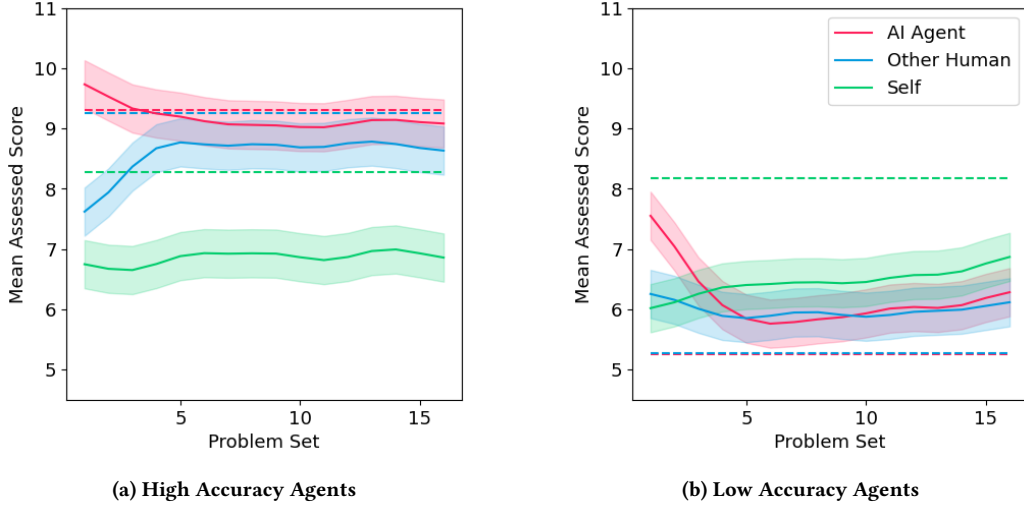 11
10
9
8
7
6
5
Mean Assessed Score
5
10
15
Problem Set
(a) High Accuracy Agents
11
10
9
8
7
6
5
Mean Assessed Score
5
10
15
Problem Set
AI Agent
Other Human
Self
(b) Low Accuracy Agents